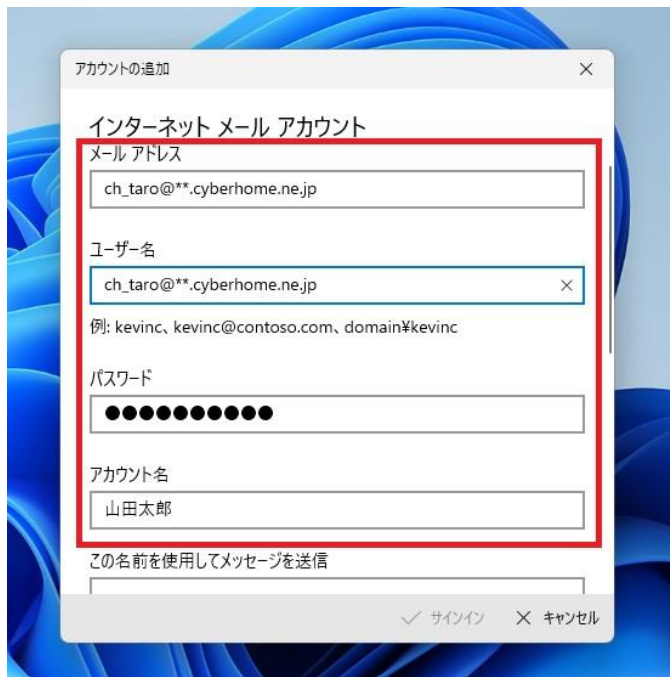 アカウントの追加
インターネット メール アカウント
メール アドレス
ch_taro@**.cyberhome.ne.jp
ユーザー名
ch_taro@**.cyberhome.ne.jp
例: kevinc、kevinc@contoso.com、domain¥kevinc
パスワード
●●●●●●●●●●
アカウント名
山田太郎
この名前を使用してメッセージを送信
サインイン キャンセル